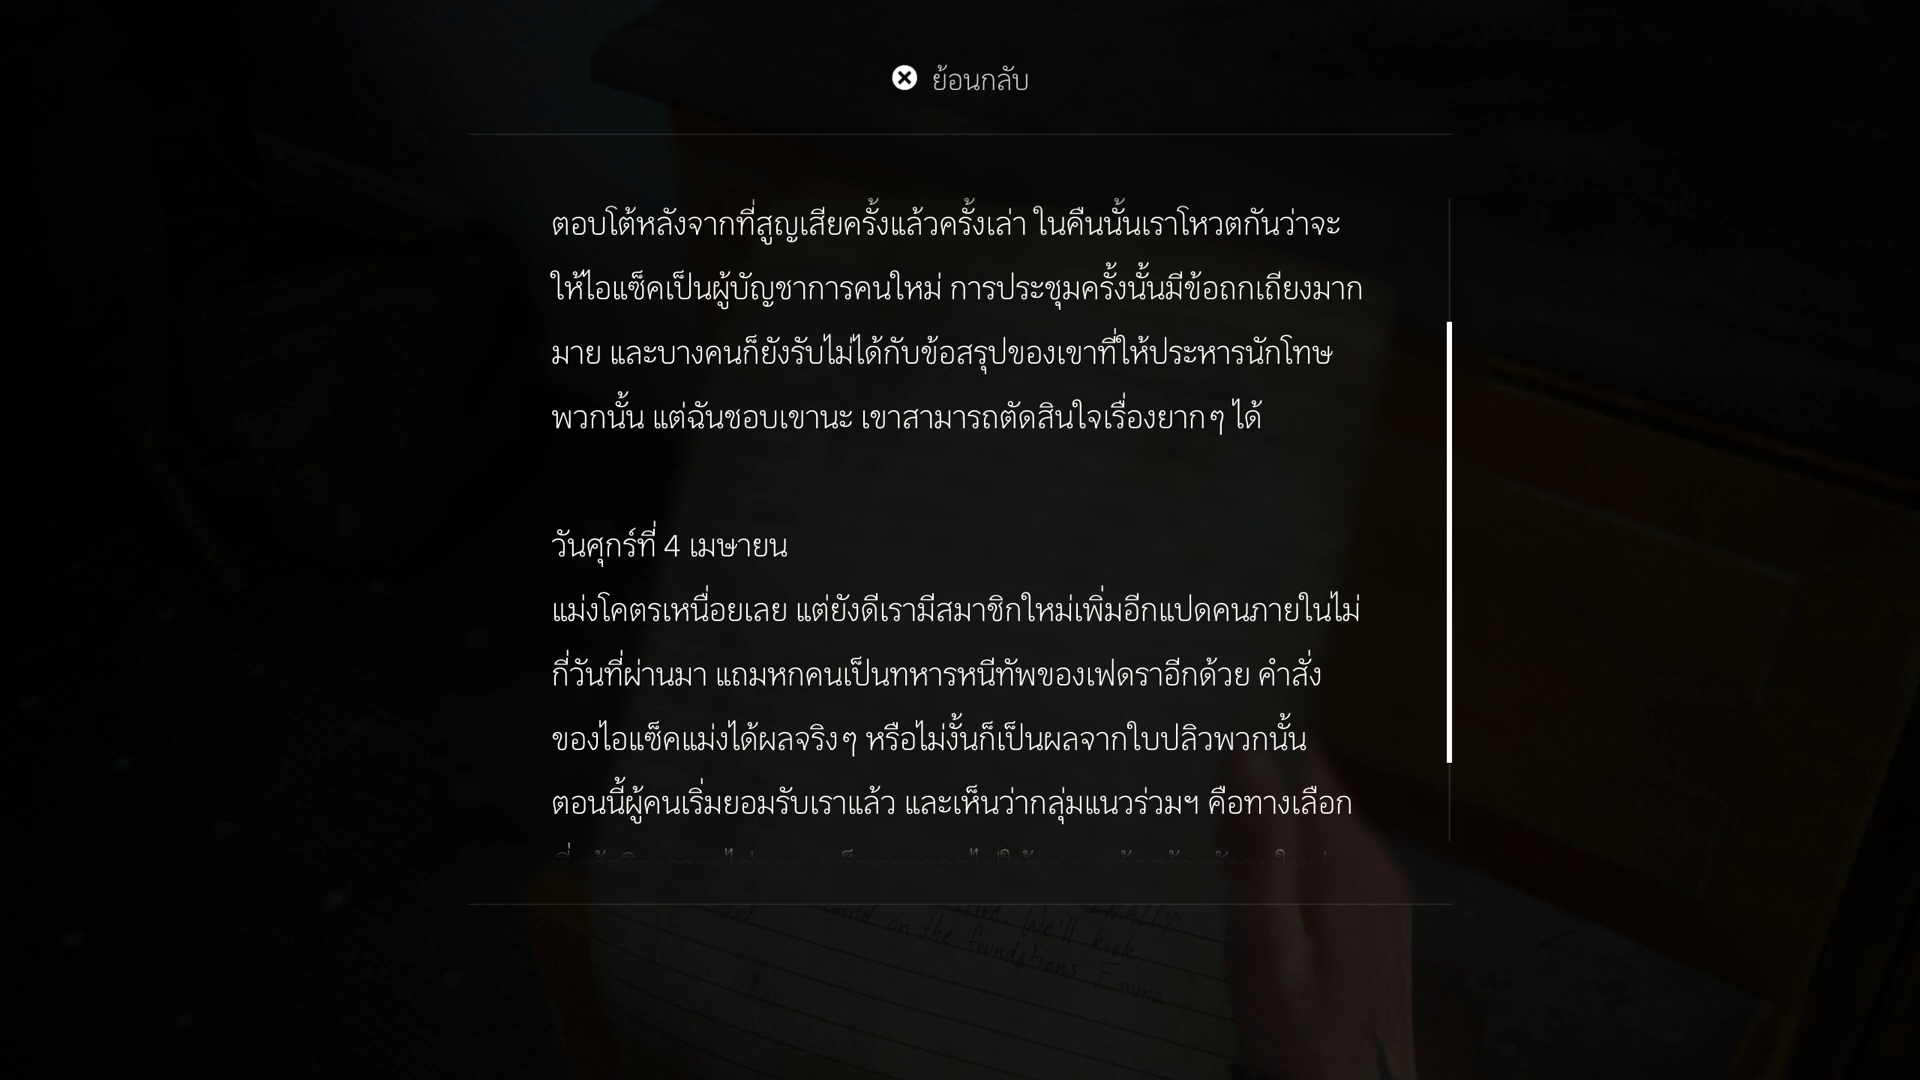 ย้อนกลับ
ตอบโต้หลังจากที่สูญเสียครั้งแล้วครั้งเล่า ในคืนนั้นเราโหวตกันว่าจะ
ให้ไอแซ็คเป็นผู้บัญชาการคนใหม่ การประชุมครั้งนั้นมีข้อถกเถียงมาก
มาย และบางคนก็ยังรับไม่ได้กับข้อสรุปของเขาที่ให้ประหารนักโทษ
พวกนั้น แต่ฉันชอบเขานะ เขาสามารถตัดสินใจเรื่องยากๆ ได้
วันศุกร์ที่ 4 เมษายน
แม่งโคตรเหนื่อยเลย แต่ยังดีเรามีสมาชิกใหม่เพิ่มอีกแปดคนภายในไม่
กี่วันที่ผ่านมา แถมหกคนเป็นทหารหนีทัพของเฟดราอีกด้วย คำสั่ง
ของไอแซ็คแม่งได้ผลจริงๆ หรือไม่งั้นก็เป็นผลจากใบปลิวพวกนั้น
ตอนนี้ผู้คนเริ่มยอมรับเราแล้ว และเห็นว่ากลุ่มแนวร่วมฯ คือทางเลือก
We'll kick
on the foundations Emma